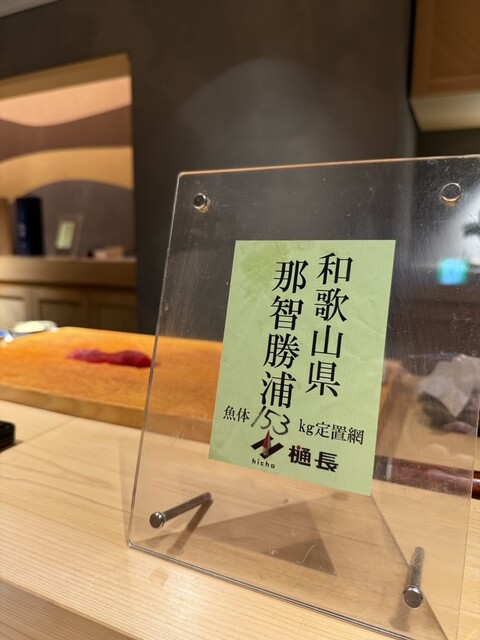 和歌山県
那智勝浦
魚体153kg定置網
hicho 樋長